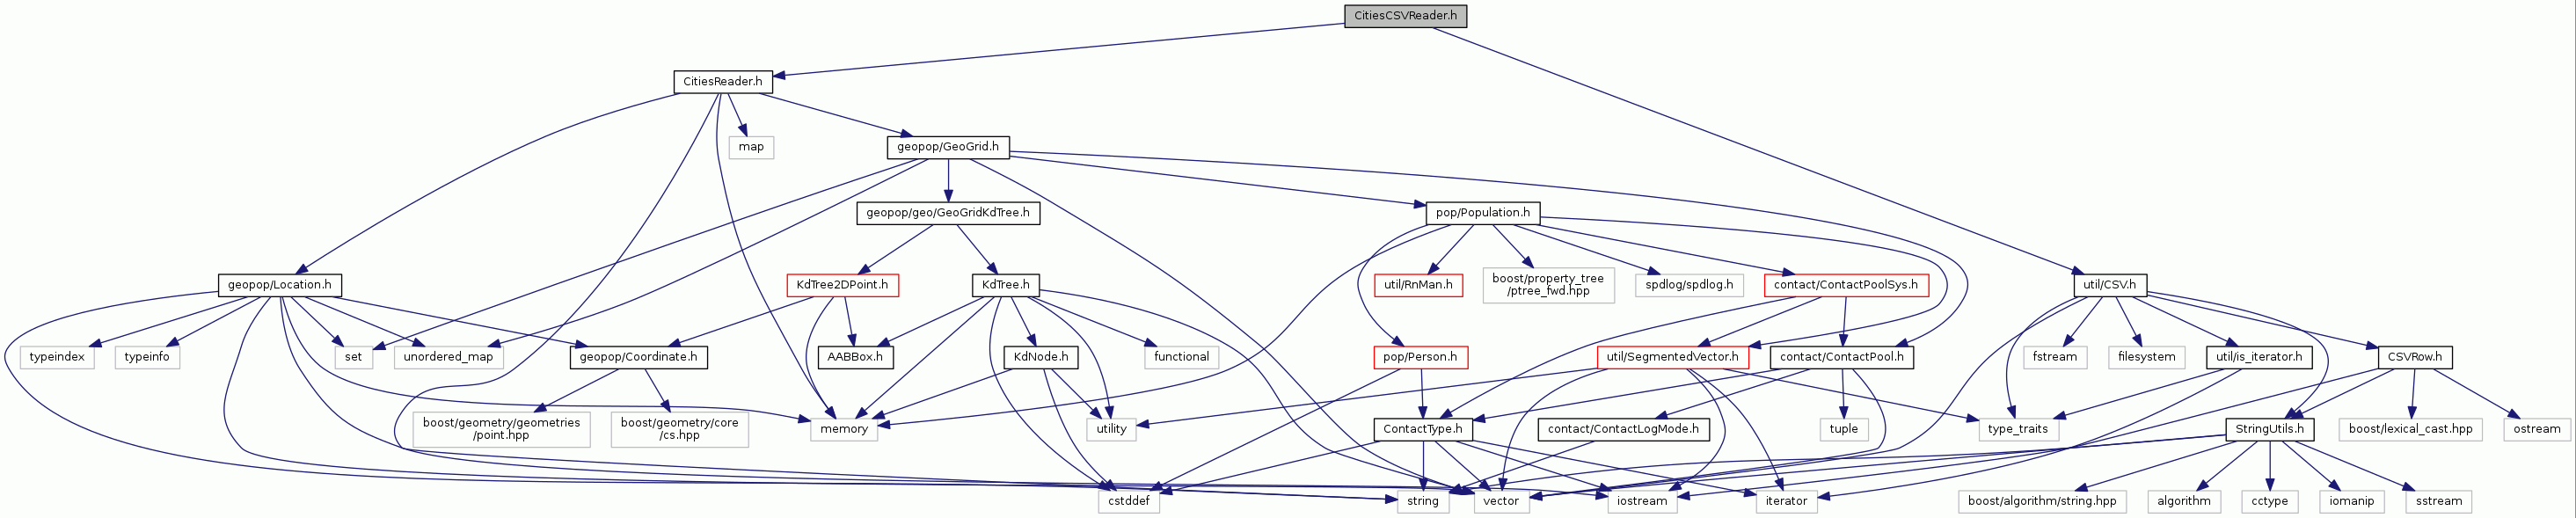 CitiesCSVReader.h
CitiesReader.h
map
geopop/GeoGrid.h
geopop/geo/GeoGridKdTree.h
pop/Population.h
geopop/Location.h
KdTree2DPoint.h
KdTree.h
util/RnMan.h
boost/property_tree
/ptree_fwd.hpp
spdlog/spdlog.h
contact/ContactPoolSys.h
util/CSV.h
typeindex
typeinfo
set
unordered_map
geopop/Coordinate.h
AABBox.h
KdNode.h
functional
pop/Person.h
util/SegmentedVector.h
contact/ContactPool.h
fstream
filesystem
util/is_iterator.h
CSVRow.h
boost/geometry/geometries
/point.hpp
boost/geometry/core
/cs.hpp
memory
utility
ContactType.h
contact/ContactLogMode.h
tuple
type_traits
StringUtils.h
boost/lexical_cast.hpp
ostream
cstddef
string
vector
iostream
iterator
boost/algorithm/string.hpp
algorithm
cctype
iomanip
sstream